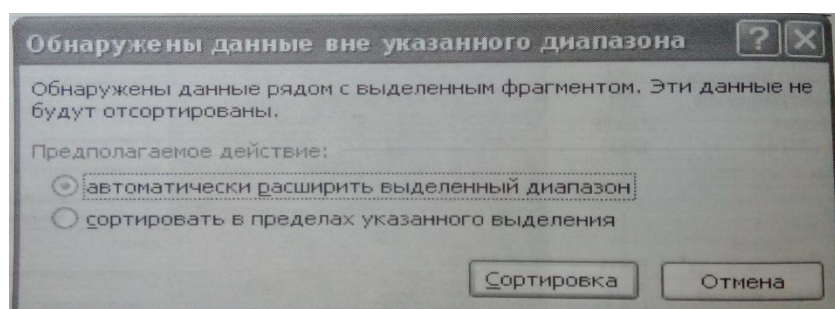 Обнаружены данные вне указанного диапазона
Обнаружены данные рядом с выделенным фрагментом. Эти данные не
будут отсортированы.
Предполагаемое действие:
автоматически расширить выделенный диапазон
сортировать в пределах указанного выделения
Сортировка Отмена